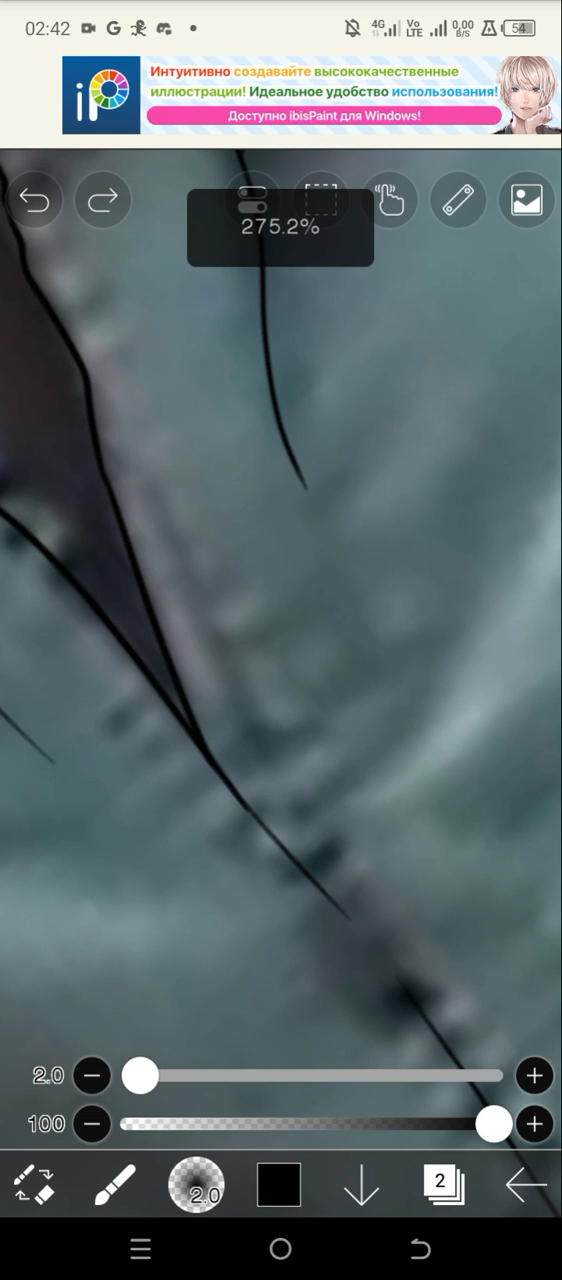 02:42
4G
Vo
LTE
0,00
B/S
54
iP
Интуитивно создавайте высококачественные
иллюстрации! Идеальное удобство использования!
Доступно ibisPaint для Windows!
275.2%
2.0
100
2.0
2